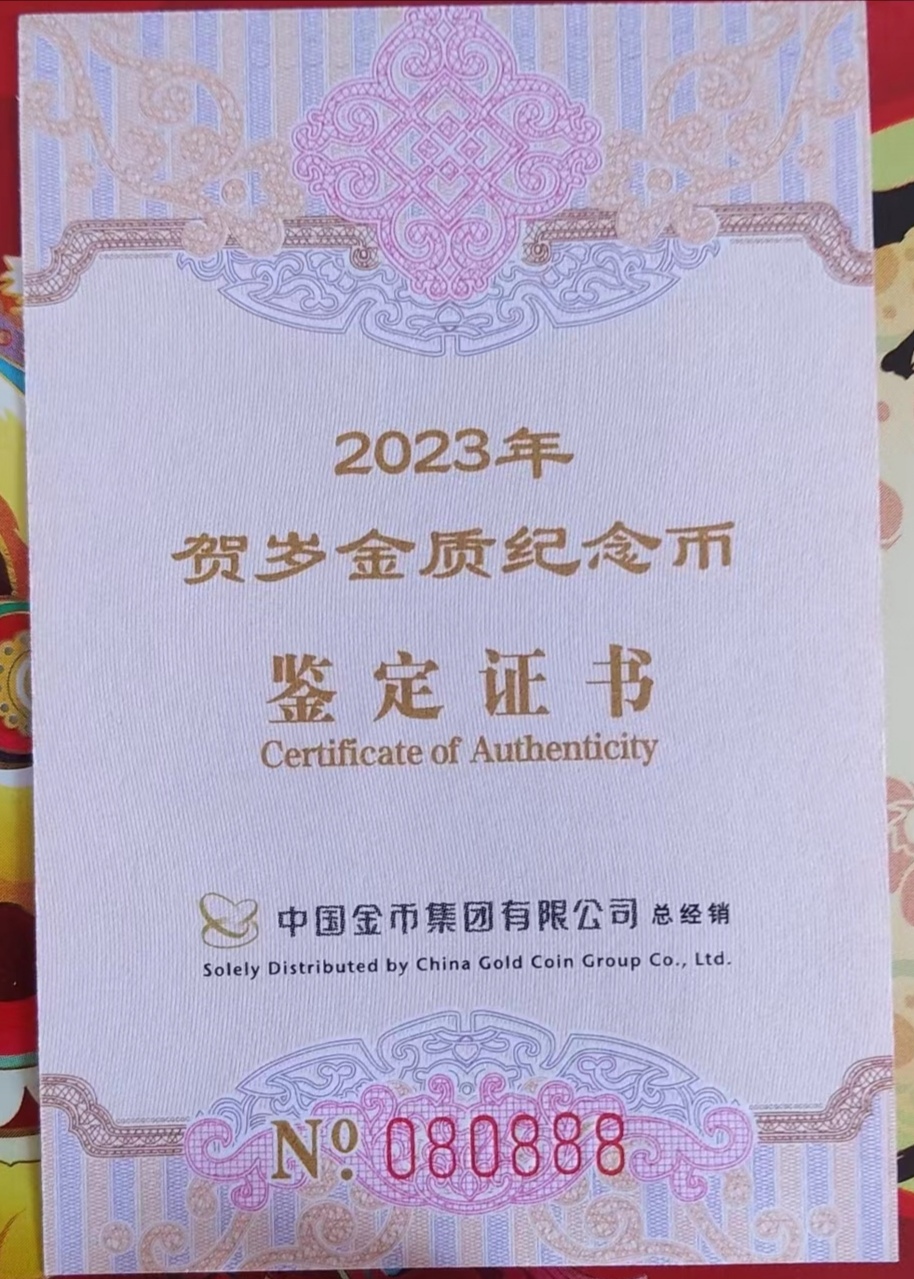 2023年
贺岁金质纪念币
鉴定证书
Certificate of Authenticity
中国金币集团有限公司 总经销
Solely Distributed by China Gold Coin Group Co., Ltd.
Nº. 080888